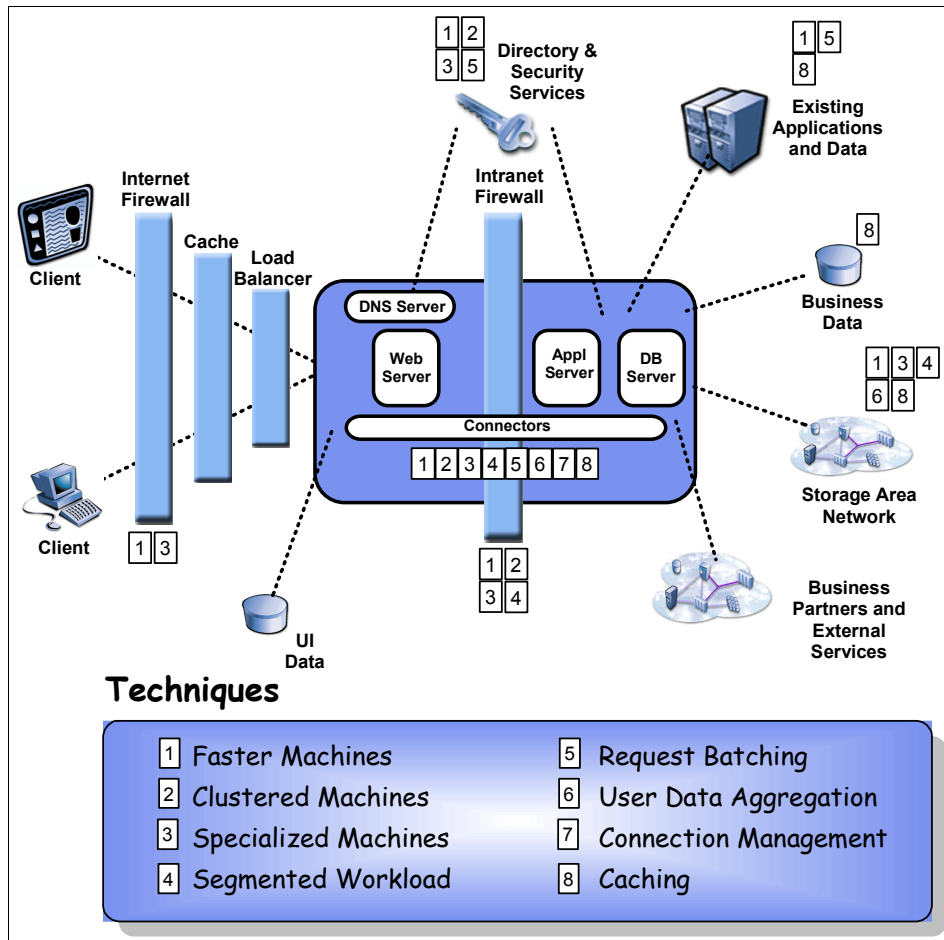 1 2
3 5
Directory &
Security
Services
1 5
8
Existing
Applications
and Data
Internet
Firewall
Intranet
Firewall
Client
Cache
Load
Balancer
8
Business
Data
DNS Server
Web
Server
Appl
Server
DB
Server
Connectors
1 2 3 4 5 6 7 8
1 3 4
6 8
Storage Area
Network
Client
1 3
1 2
3 4
UI
Data
Business
Partners and
External
Services
Techniques
1 Faster Machines
2 Clustered Machines
3 Specialized Machines
4 Segmented Workload
5 Request Batching
6 User Data Aggregation
7 Connection Management
8 Caching